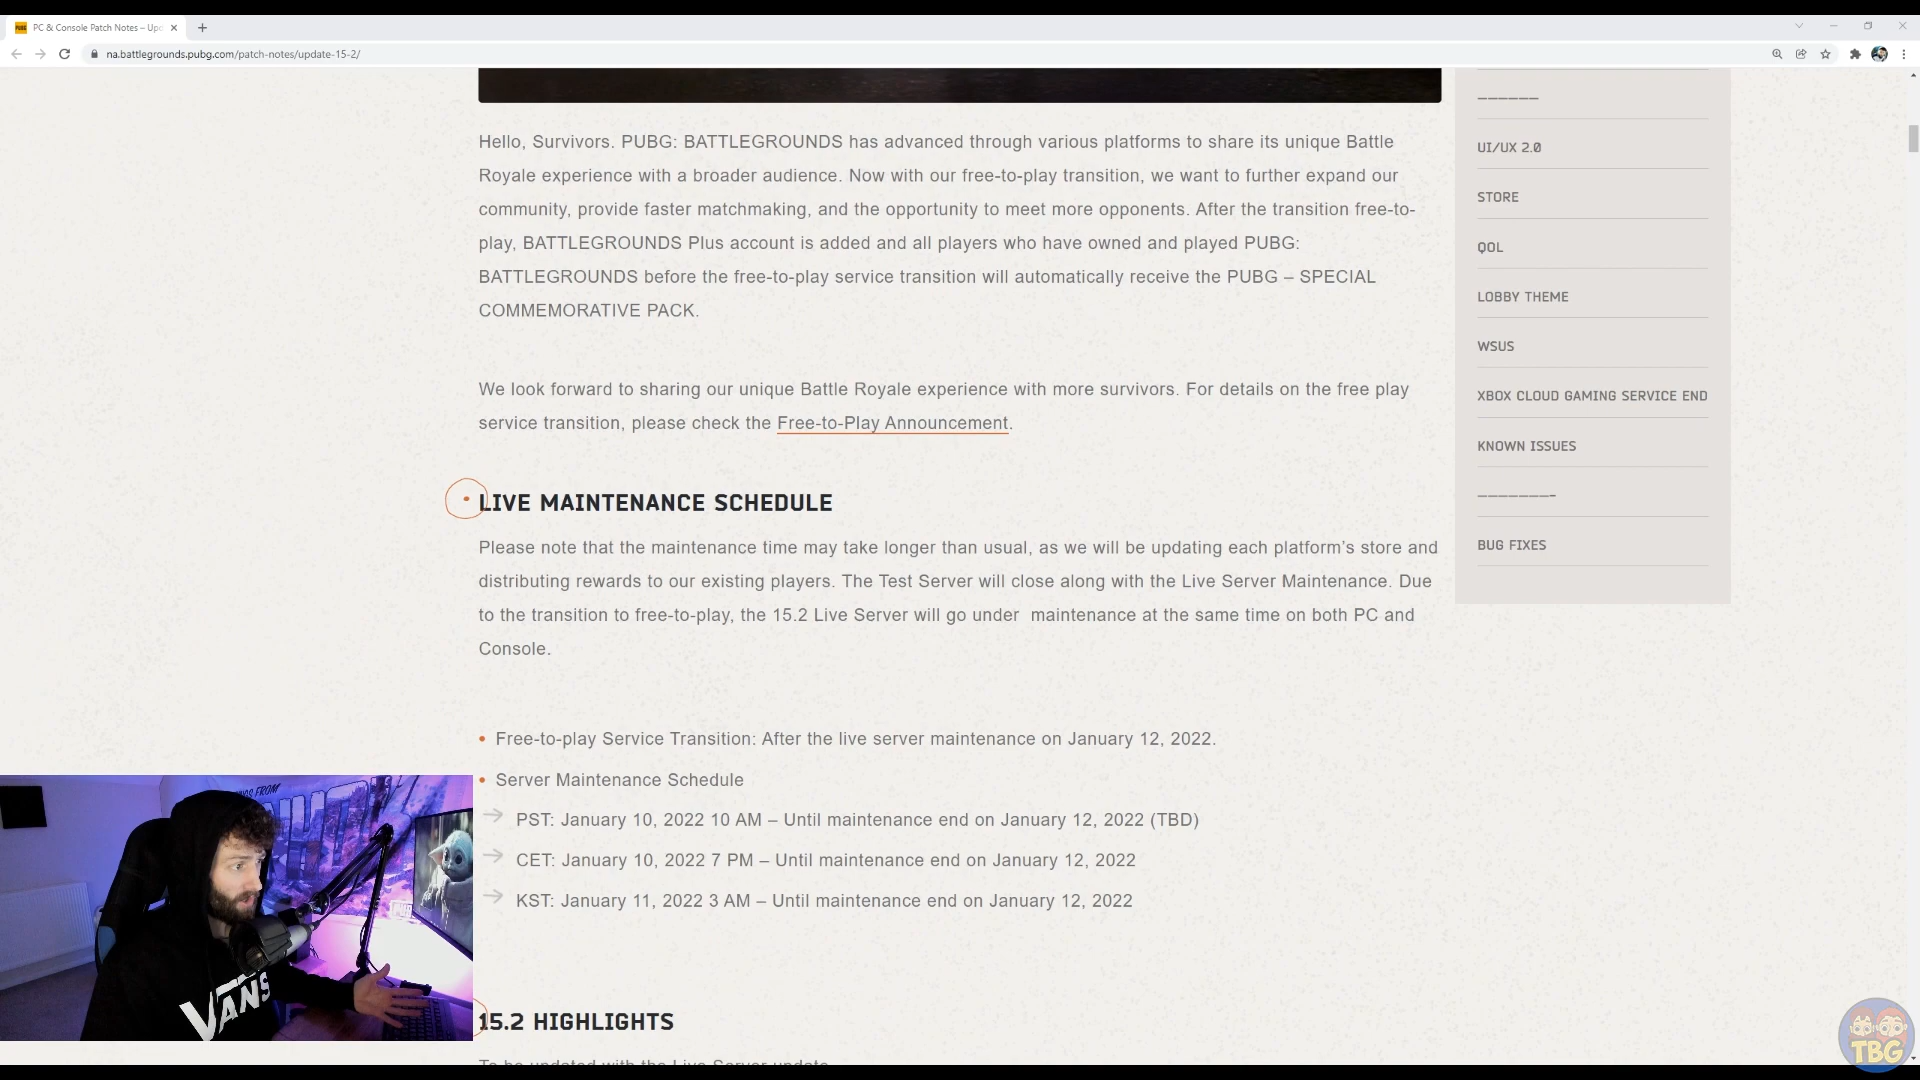 PC & Console Patch Notes – Upd
na.battlegrounds.pubg.com/patch-notes/update-15-2/
Hello, Survivors. PUBG: BATTLEGROUNDS has advanced through various platforms to share its unique Battle
Royale experience with a broader audience. Now with our free-to-play transition, we want to further expand our
community, provide faster matchmaking, and the opportunity to meet more opponents. After the transition free-to-
play, BATTLEGROUNDS Plus account is added and all players who have owned and played PUBG:
BATTLEGROUNDS before the free-to-play service transition will automatically receive the PUBG – SPECIAL
COMMEMORATIVE PACK.
We look forward to sharing our unique Battle Royale experience with more survivors. For details on the free play
service transition, please check the Free-to-Play Announcement.
LIVE MAINTENANCE SCHEDULE
Please note that the maintenance time may take longer than usual, as we will be updating each platform's store and
distributing rewards to our existing players. The Test Server will close along with the Live Server Maintenance. Due
to the transition to free-to-play, the 15.2 Live Server will go under  maintenance at the same time on both PC and
Console.
• Free-to-play Service Transition: After the live server maintenance on January 12, 2022.
• Server Maintenance Schedule
→ PST: January 10, 2022 10 AM – Until maintenance end on January 12, 2022 (TBD)
→ CET: January 10, 2022 7 PM – Until maintenance end on January 12, 2022
→ KST: January 11, 2022 3 AM – Until maintenance end on January 12, 2022
15.2 HIGHLIGHTS
To be updated with the Live Server update
——————
UI/UX 2.0
STORE
QOL
LOBBY THEME
WSUS
XBOX CLOUD GAMING SERVICE END
KNOWN ISSUES
———————–
BUG FIXES
VANS
TBG